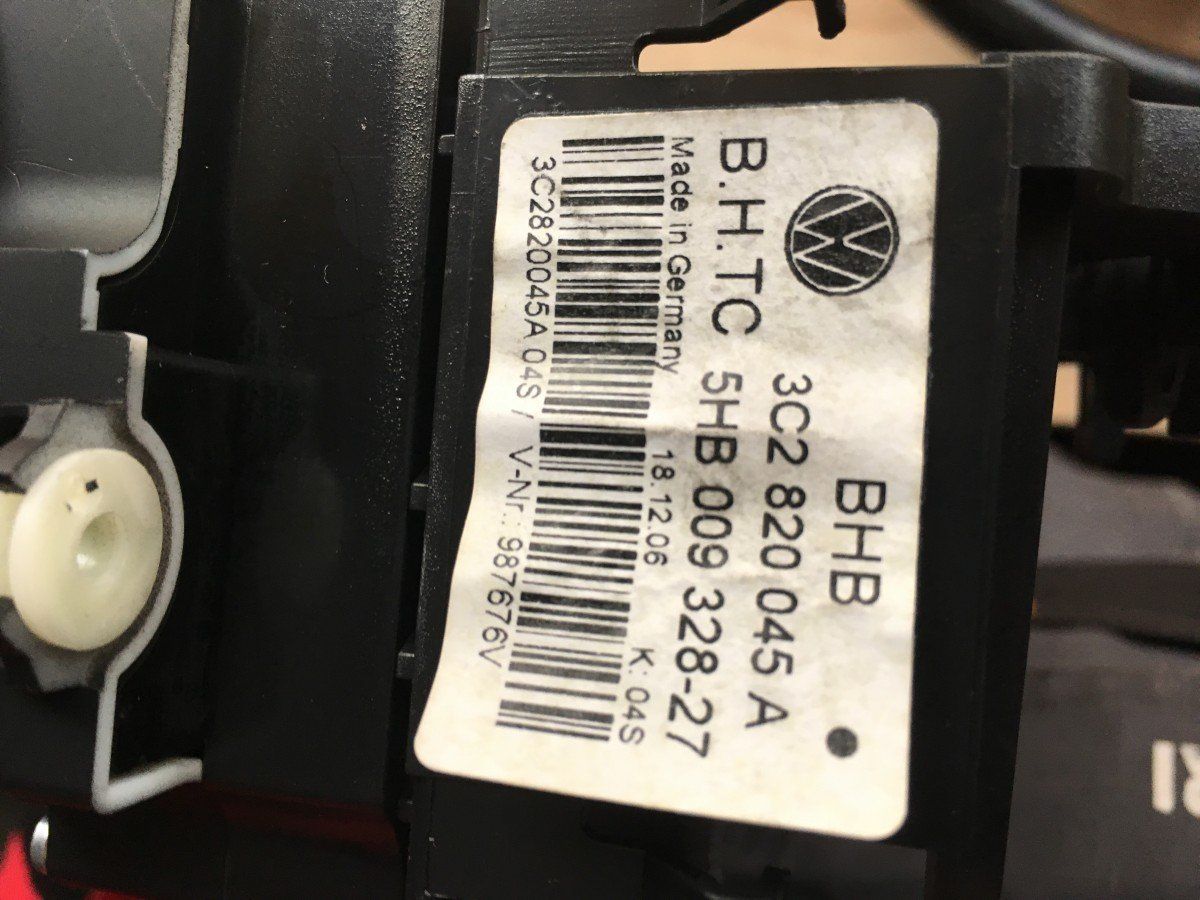 BHB
3C2 820 045 A
B.H.T.C 5HB 009 328-27
Made in Germany 18.12.06 K: 04S
3C2820045A 04S / V-Nr.: 987676V
RI